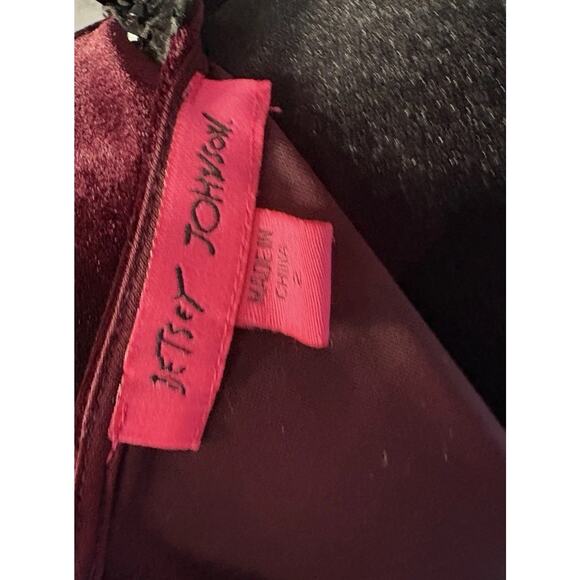 BETSEY JOHNSON.
MADE IN
CHINA
2